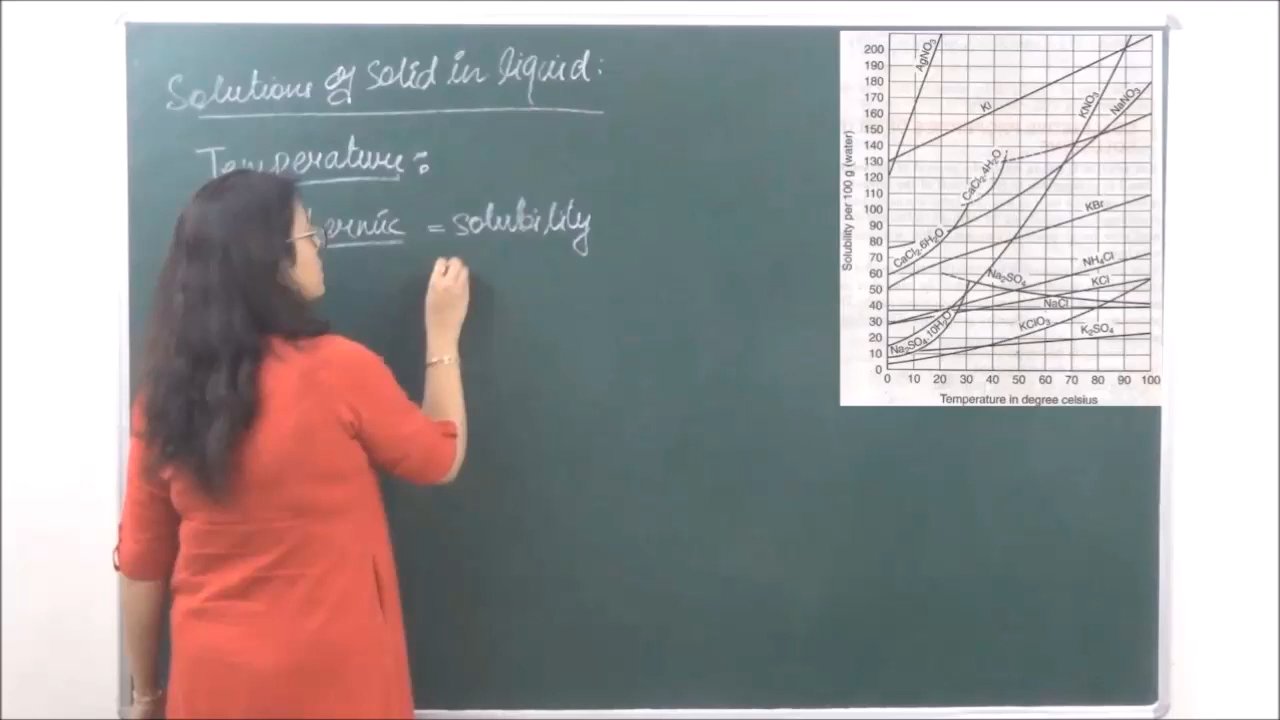 Solutions of Solid in liquid:
Temperature:
= solubility
Solubility per 100 g (water)
200
190
180
170
160
150
140
130
120
110
100
90
80
70
60
50
40
30
20
10
0
AgNO₃
KI
KNO₃
NaNO₃
CaCl₂.4H₂O
CaCl₂.6H₂O
KBr
NH₄Cl
Na₂SO₄
KCl
NaCl
KClO₃
K₂SO₄
Na₂SO₄.10H₂O
0 10 20 30 40 50 60 70 80 90 100
Temperature in degree celsius